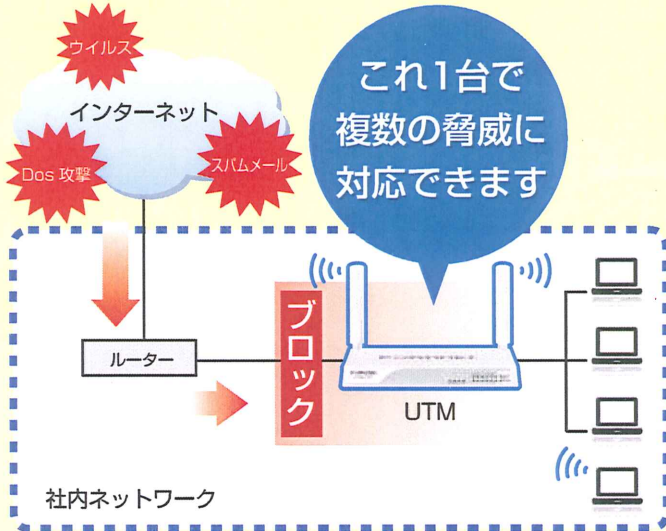 ウイルス
インターネット
Dos 攻撃
スパムメール
これ1台で
複数の脅威に
対応できます
ルーター
ブロック
UTM
社内ネットワーク